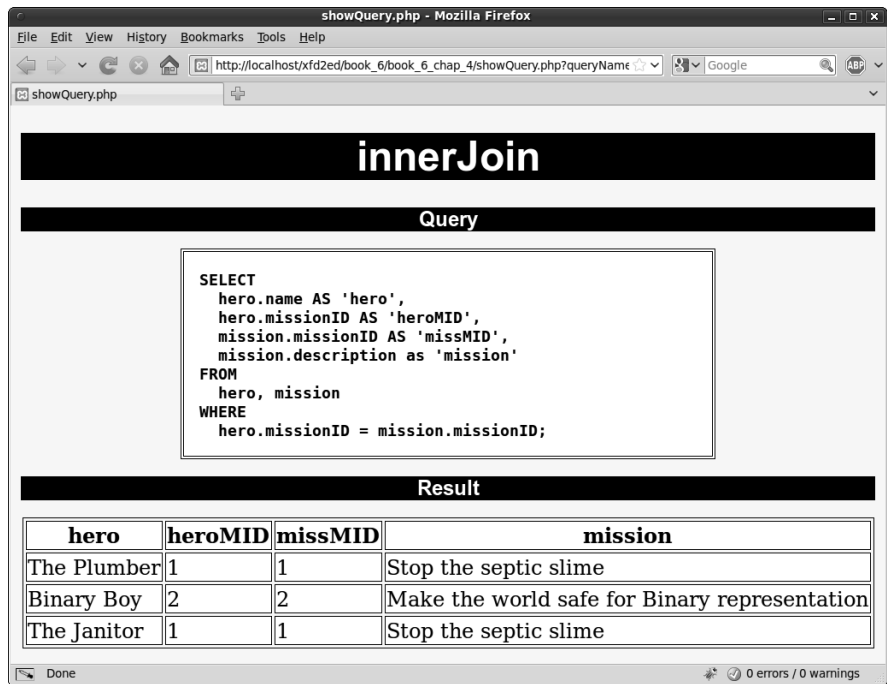 showQuery.php - Mozilla Firefox
File Edit View History Bookmarks Tools Help
http://localhost/xfd2ed/book_6/book_6_chap_4/showQuery.php?queryName Google ABP
showQuery.php
innerJoin
Query
SELECT
hero.name AS 'hero',
hero.missionID AS 'heroMID',
mission.missionID AS 'missMID',
mission.description as 'mission'
FROM
hero, mission
WHERE
hero.missionID = mission.missionID;
Result
hero heroMID missMID mission
The Plumber 1 1 Stop the septic slime
Binary Boy 2 2 Make the world safe for Binary representation
The Janitor 1 1 Stop the septic slime
Done 0 errors / 0 warnings